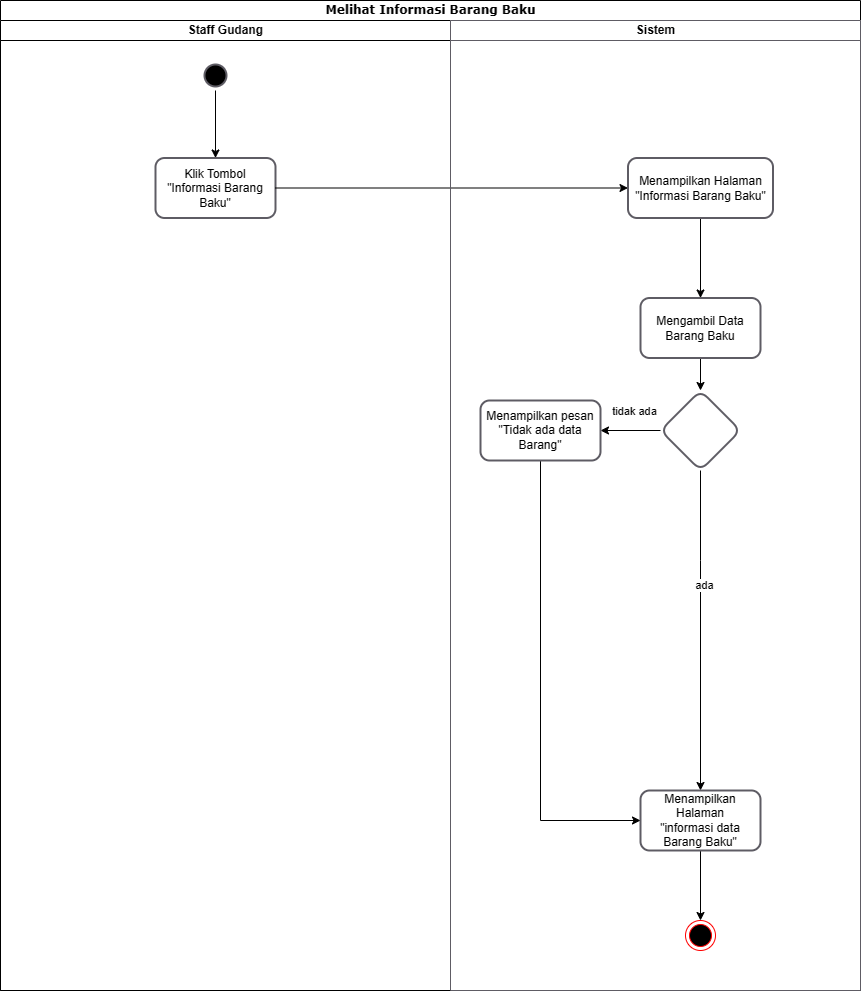 Melihat Informasi Barang Baku
Staff Gudang
Sistem
Klik Tombol
"Informasi Barang
Baku"
Menampilkan Halaman
"Informasi Barang Baku"
Mengambil Data
Barang Baku
tidak ada
Menampilkan pesan
"Tidak ada data
Barang"
ada
Menampilkan
Halaman
"informasi data
Barang Baku"